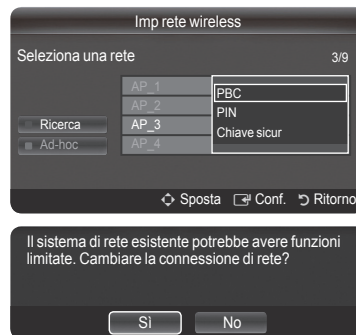 Imp rete wireless
Seleziona una rete
3/9
AP_1
AP_2
AP_3
AP_4
PBC
PIN
Chiave sicur
Ricerca
Ad-hoc
Sposta Conf. Ritorno
Il sistema di rete esistente potrebbe avere funzioni
limitate. Cambiare la connessione di rete?
Sì
No